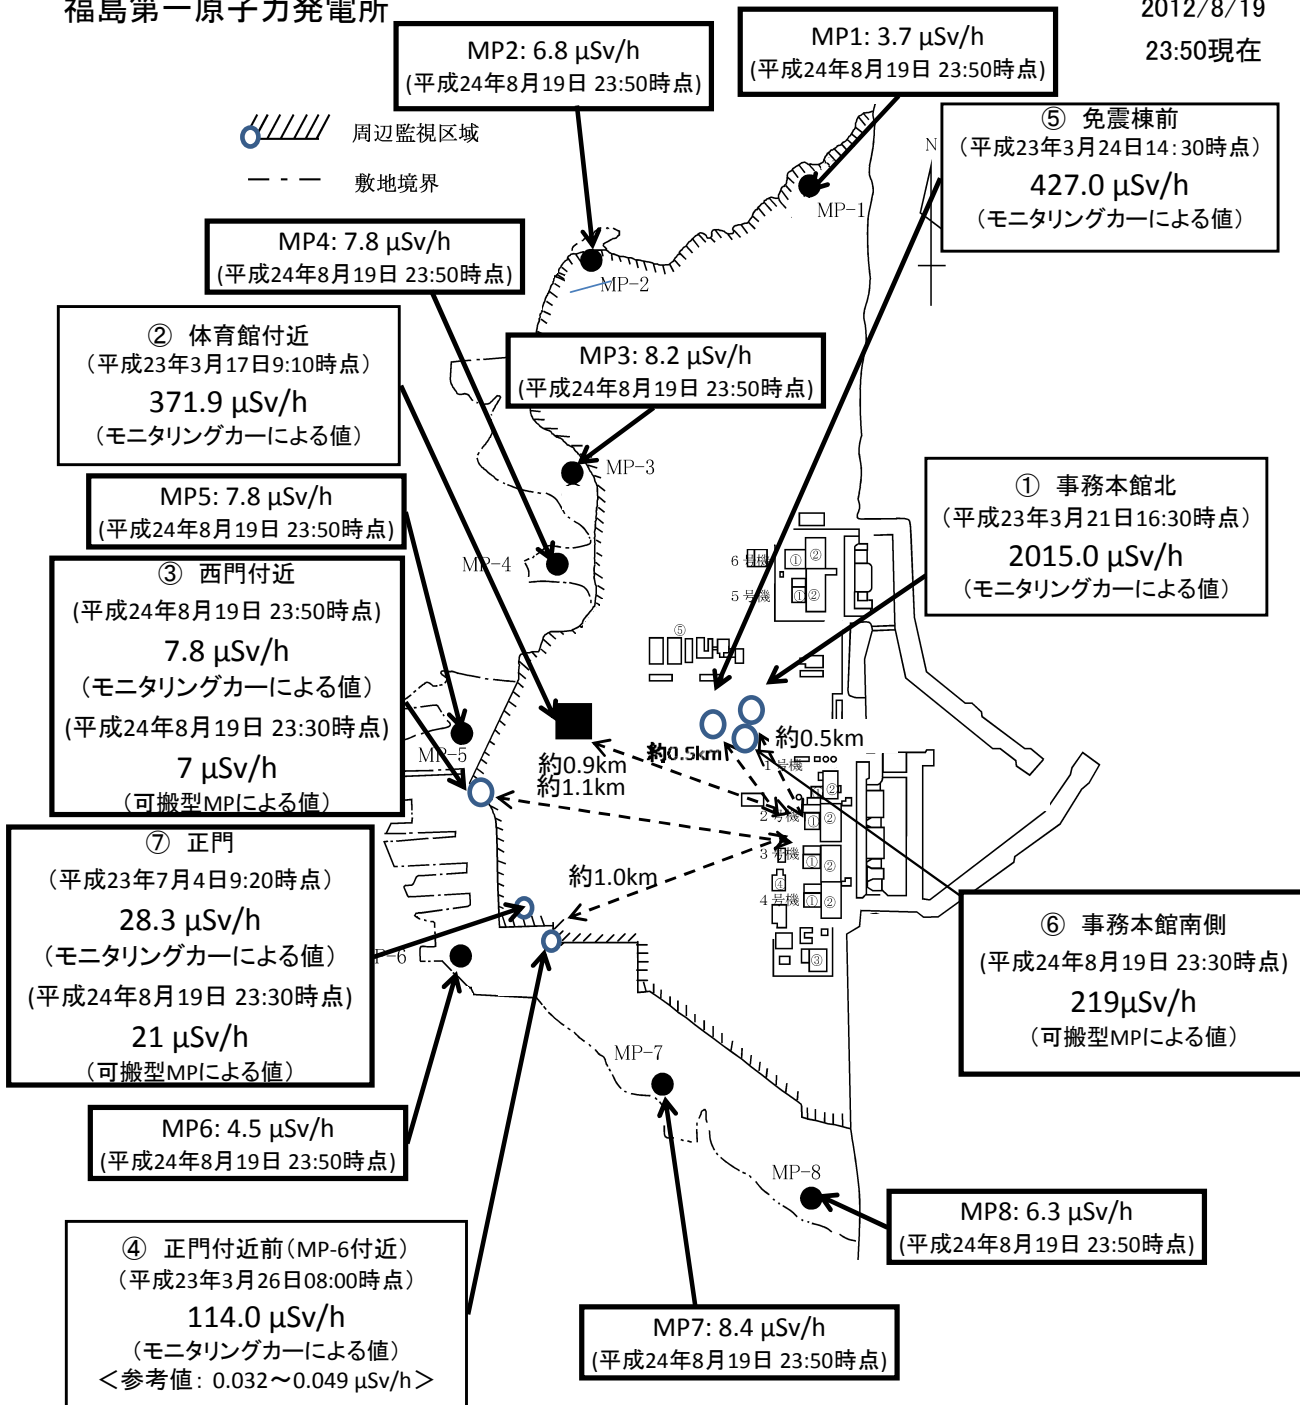 福島第一原子力発電所
2012/8/19
23:50現在
MP2: 6.8 μSv/h
(平成24年8月19日 23:50時点)
MP1: 3.7 μSv/h
(平成24年8月19日 23:50時点)
周辺監視区域
敷地境界
⑤ 免震棟前
(平成23年3月24日14:30時点)
427.0 μSv/h
(モニタリングカーによる値)
N
MP-1
MP4: 7.8 μSv/h
(平成24年8月19日 23:50時点)
MP-2
② 体育館付近
(平成23年3月17日9:10時点)
371.9 μSv/h
(モニタリングカーによる値)
MP3: 8.2 μSv/h
(平成24年8月19日 23:50時点)
MP-3
MP5: 7.8 μSv/h
(平成24年8月19日 23:50時点)
① 事務本館北
(平成23年3月21日16:30時点)
2015.0 μSv/h
(モニタリングカーによる値)
MP-4
6号機
① ②
5号機
① ②
③ 西門付近
(平成24年8月19日 23:50時点)
7.8 μSv/h
(モニタリングカーによる値)
(平成24年8月19日 23:30時点)
7 μSv/h
(可搬型MPによる値)
⑤
MP-5
約0.9km
約1.1km
約0.5km
約0.5km
1号機
②
2号機
① ②
3号機
① ②
④
4号機
① ②
③
約1.0km
⑦ 正門
(平成23年7月4日9:20時点)
28.3 μSv/h
(モニタリングカーによる値)
(平成24年8月19日 23:30時点)
21 μSv/h
(可搬型MPによる値)
P-6
⑥ 事務本館南側
(平成24年8月19日 23:30時点)
219μSv/h
(可搬型MPによる値)
MP-7
MP6: 4.5 μSv/h
(平成24年8月19日 23:50時点)
MP-8
MP8: 6.3 μSv/h
(平成24年8月19日 23:50時点)
④ 正門付近前(MP-6付近)
(平成23年3月26日08:00時点)
114.0 μSv/h
(モニタリングカーによる値)
<参考値: 0.032~0.049 μSv/h>
MP7: 8.4 μSv/h
(平成24年8月19日 23:50時点)